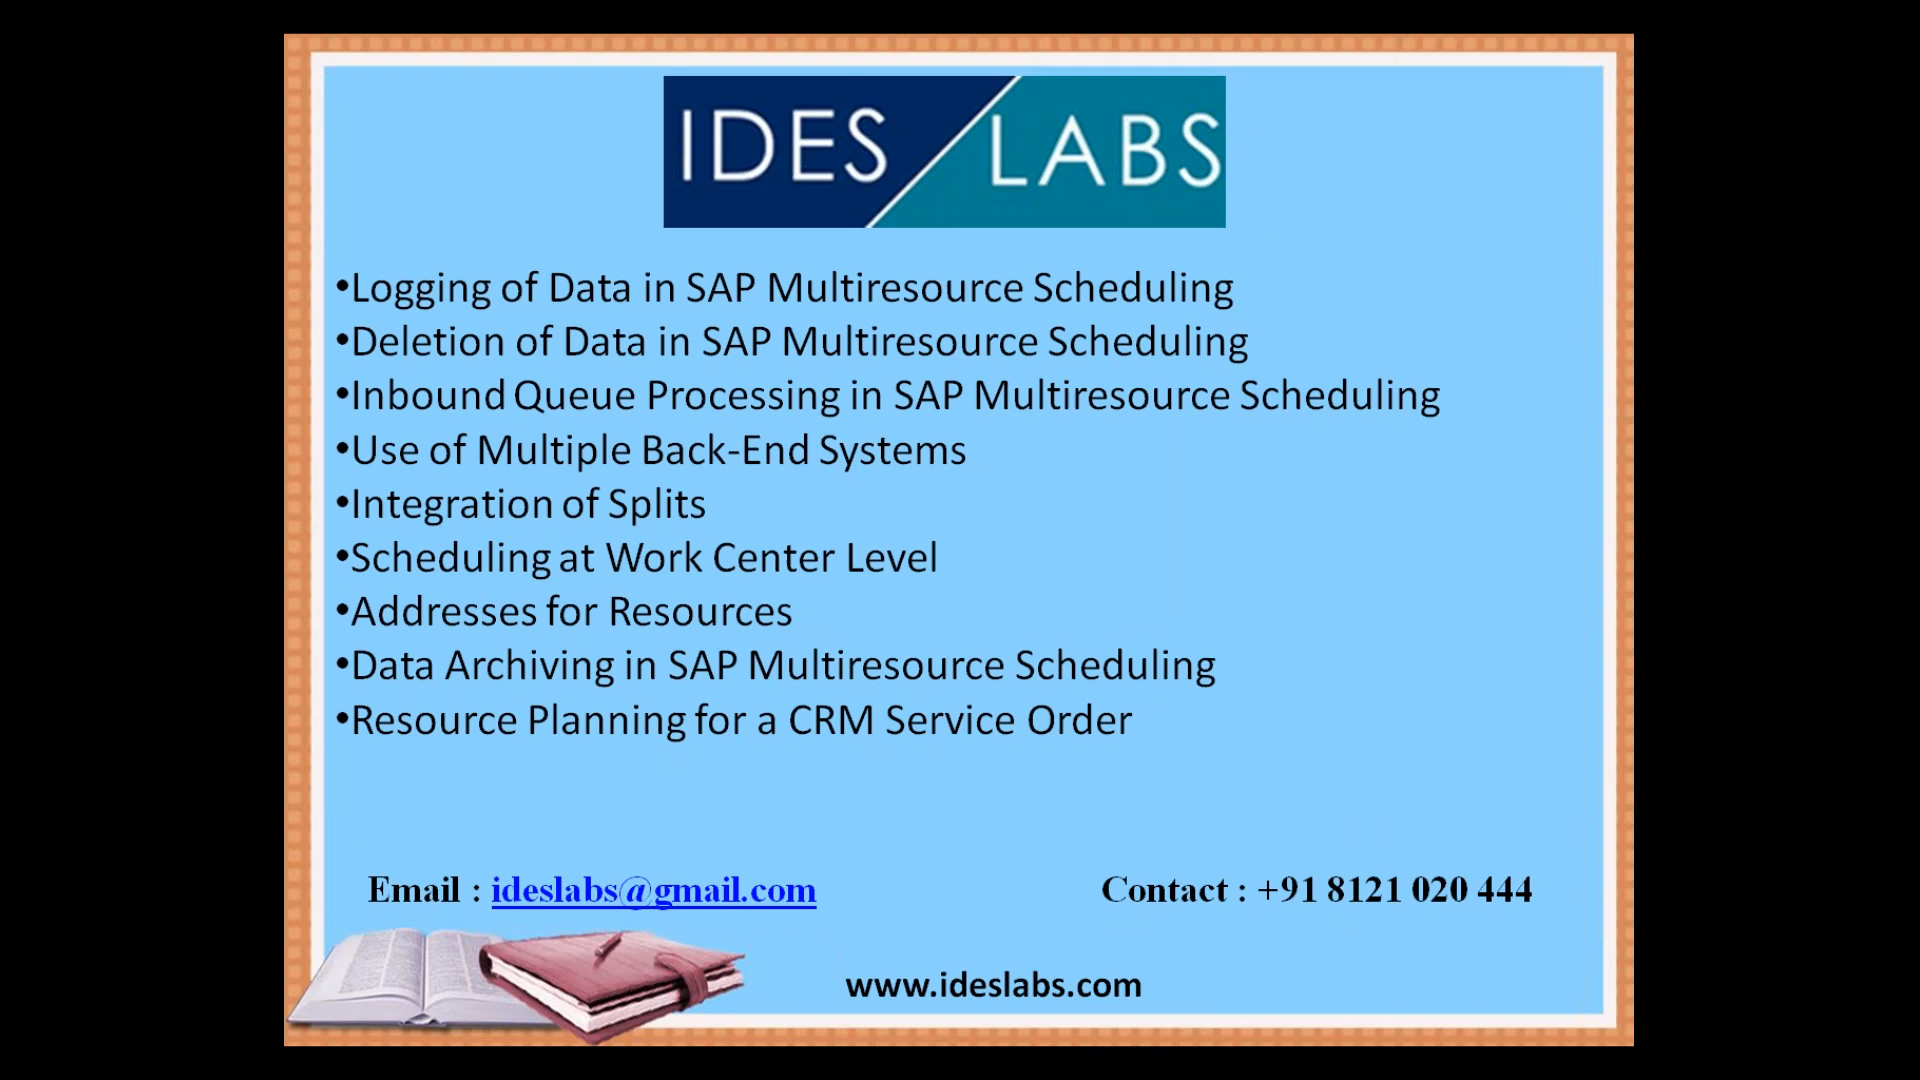 IDES LABS
•Logging of Data in SAP Multiresource Scheduling
•Deletion of Data in SAP Multiresource Scheduling
•Inbound Queue Processing in SAP Multiresource Scheduling
•Use of Multiple Back-End Systems
•Integration of Splits
•Scheduling at Work Center Level
•Addresses for Resources
•Data Archiving in SAP Multiresource Scheduling
•Resource Planning for a CRM Service Order
Email : ideslabs@gmail.com Contact : +91 8121 020 444
www.ideslabs.com